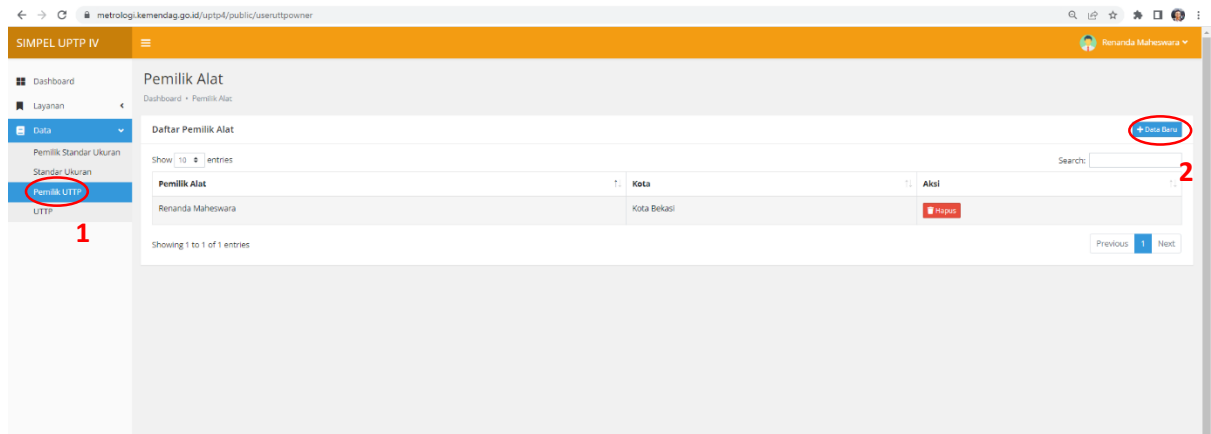 metrologi.kemendag.go.id/uptp4/public/useruttpowner
SIMPEL UPTP IV
Renanda Maheswara
Dashboard
Layanan
Data
Pemilik Standar Ukuran
Standar Ukuran
Pemilik UTTP
UTTP
1
Pemilik Alat
Dashboard • Pemilik Alat
Daftar Pemilik Alat
+ Data Baru
2
Show 10 entries
Search:
Pemilik Alat Kota Aksi
Renanda Maheswara Kota Bekasi Hapus
Showing 1 to 1 of 1 entries
Previous 1 Next